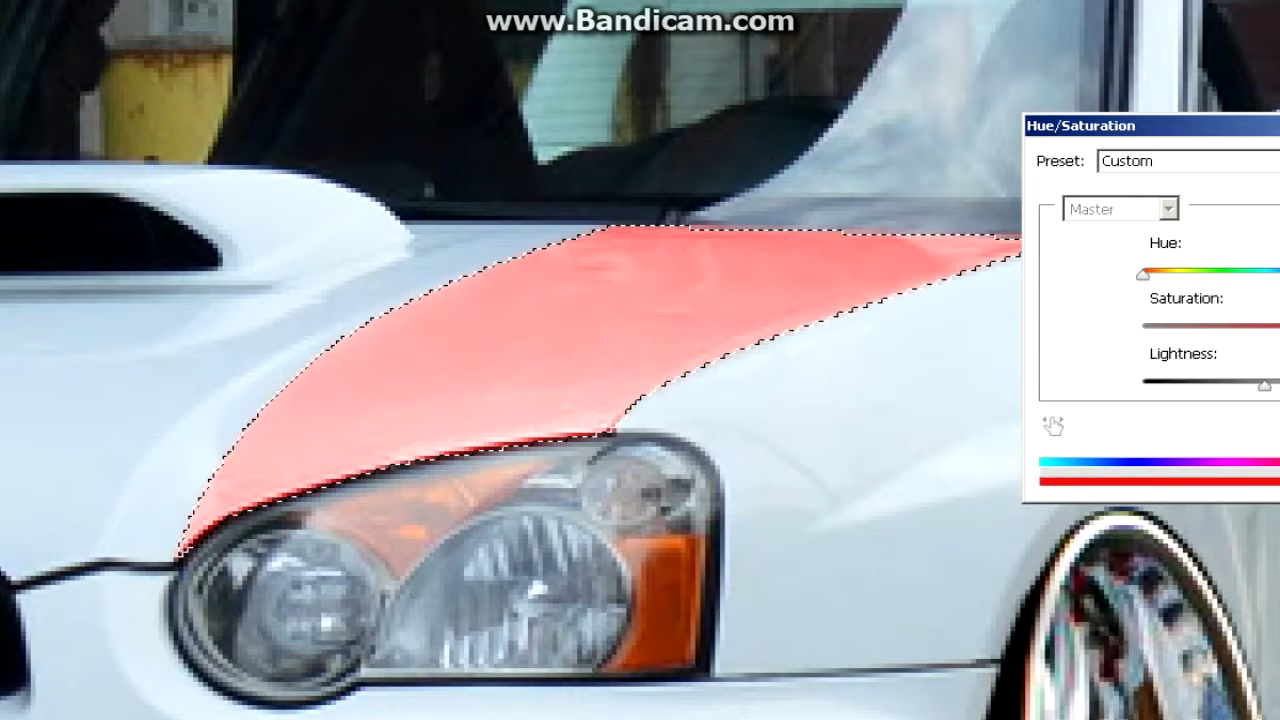 www.Bandicam.com
Hue/Saturation
Preset: Custom
Master
Hue:
Saturation:
Lightness: